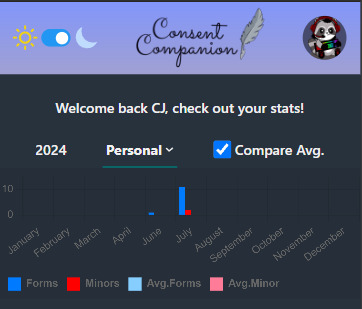 Consent
Companion
Welcome back CJ, check out your stats!
2024 Personal Compare Avg.
10
0
January February March April June July August September October November December
Forms Minors Avg.Forms Avg.Minor